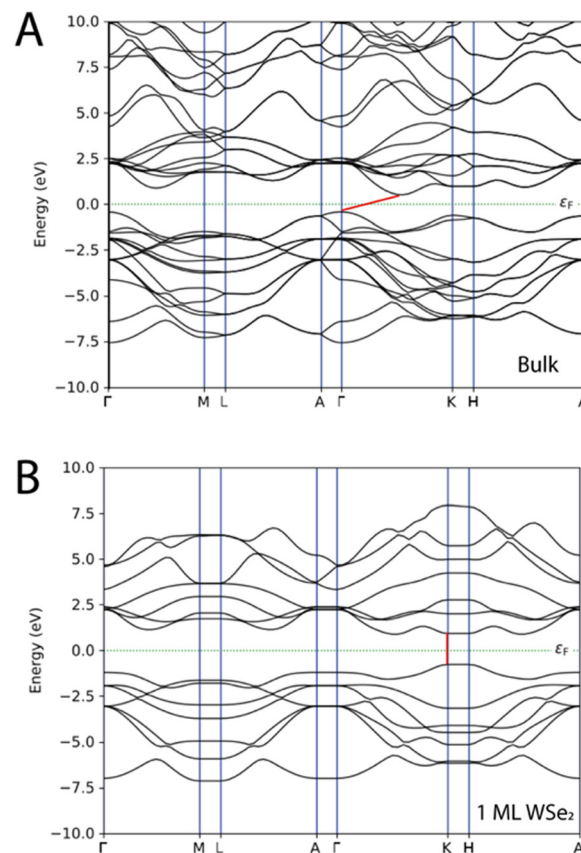 A
10.0
7.5
5.0
2.5
0.0
−2.5
−5.0
−7.5
−10.0
Energy (eV)
εF
Bulk
Γ M L A Γ K H A
B
10.0
7.5
5.0
2.5
0.0
−2.5
−5.0
−7.5
−10.0
Energy (eV)
εF
1 ML WSe₂
Γ M L A Γ K H A